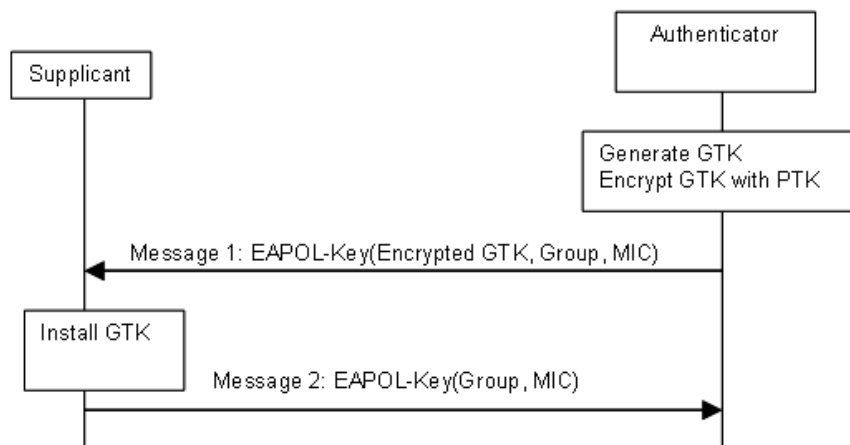 Authenticator
Supplicant
Generate GTK
Encrypt GTK with PTK
Message 1: EAPOL-Key(Encrypted GTK, Group, MIC)
Install GTK
Message 2: EAPOL-Key(Group, MIC)